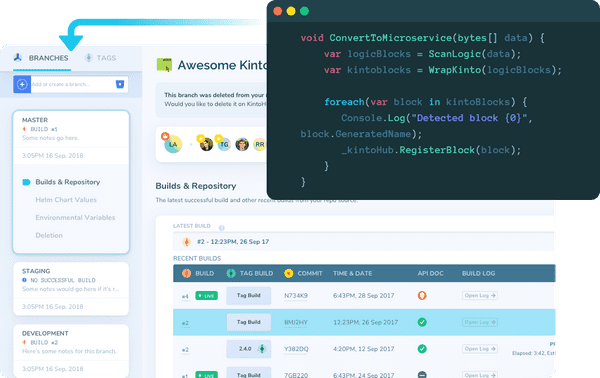 void ConvertToMicroservice(bytes[] data) {
var logicBlocks = ScanLogic(data);
var kintoblocks = WrapKinto(logicBlocks);
foreach(var block in kintoBlocks) {
Console.Log("Detected block {0}",
block.GeneratedName);
_kintoHub.RegisterBlock(block);
}
}
BRANCHES
TAGS
Add or create a branch...
MASTER
BUILD #1
Some notes go here.
3:05PM 16 Sep, 2018
Builds & Repository
Helm Chart Values
Environmental Variables
Deletion
STAGING
NO SUCCESSFUL BUILD
Some notes would go here if it's r...
3:05PM 16 Sep, 2018
DEVELOPMENT
BUILD #2
Here's some notes for this branch.
Awesome Kinto
This branch was deleted from your
Would you like to delete it on KintoH
LA
fG
RR
Builds & Repository
The latest successful build and other recent builds from your repo source.
LATEST BUILD
#2 - 12:23PM, 26 Sep 17
RECENT BUILDS
BUILD TAG BUILD COMMIT TIME & DATE API DOC BUILD LOG
#4 LIVE Tag Build N734K9 6:43PM, 28 Sep 2017 Open Log
#2 Tag Build 8MJ2HY 12:23PM, 26 Sep 2017 Open Log
#2 2.4.0 Y382DQ 4:20PM, 12 Sep 2017 Open Log
Elapsed: 3:42, Est
#1 LIVE Tag Build 7GB220 6:43PM, 24 Sep 2017 Open Log